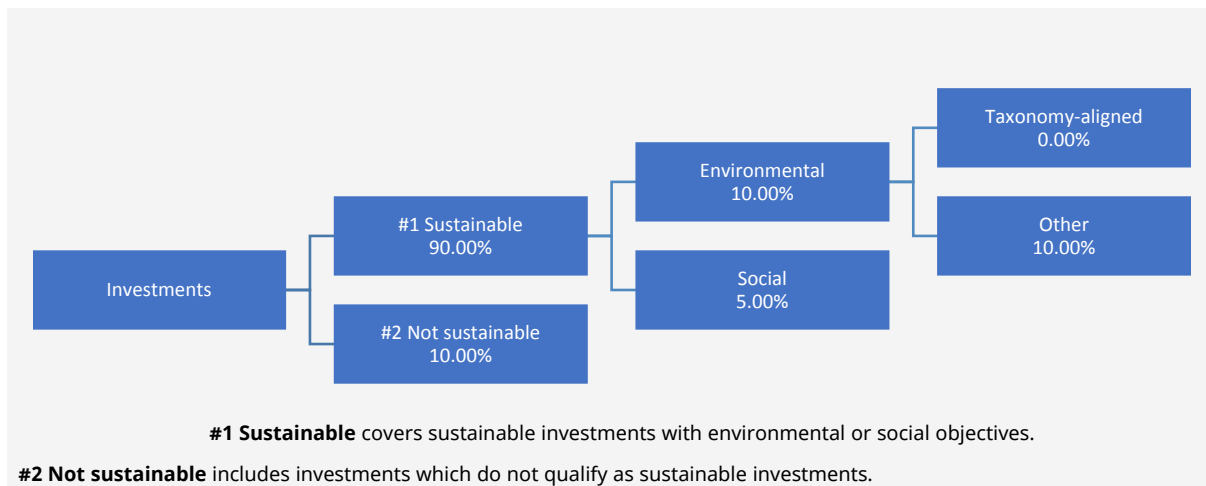 Investments
#1 Sustainable
90.00%
#2 Not sustainable
10.00%
Environmental
10.00%
Social
5.00%
Taxonomy-aligned
0.00%
Other
10.00%
#1 Sustainable covers sustainable investments with environmental or social objectives.
#2 Not sustainable includes investments which do not qualify as sustainable investments.